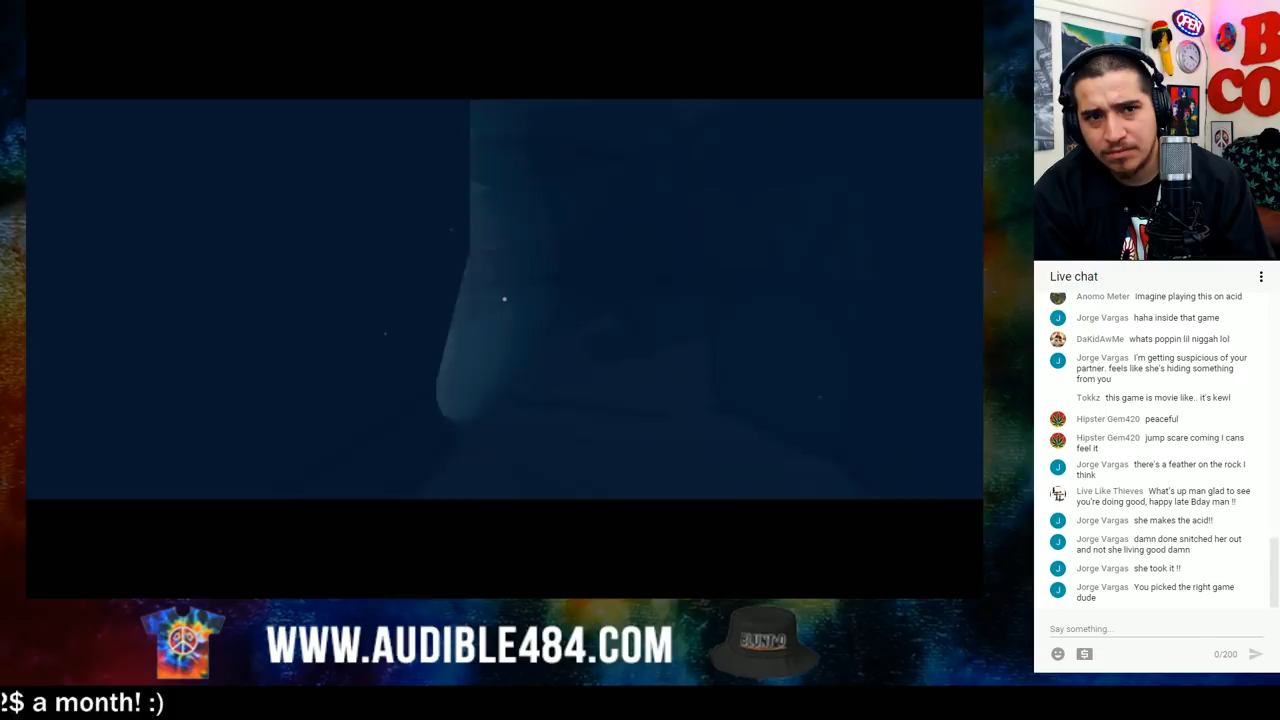 OPEN
B
CO
Live chat
Anomo Meter Imagine playing this on acid
Jorge Vargas haha inside that game
DaKidAwMe whats poppin lil niggah lol
Jorge Vargas I'm getting suspicious of your
partner. feels like she's hiding something
from you
Tokkz this game is movie like.. it's kewl
Hipster Gem420 peaceful
Hipster Gem420 jump scare coming I cans
feel it
Jorge Vargas there's a feather on the rock I
think
Live Like Thieves What's up man glad to see
you're doing good, happy late Bday man !!
Jorge Vargas she makes the acid!!
Jorge Vargas damn done snitched her out
and not she living good damn
Jorge Vargas she took it !!
Jorge Vargas You picked the right game
dude
Say something...
0/200
WWW.AUDIBLE484.COM
2$ a month! :)